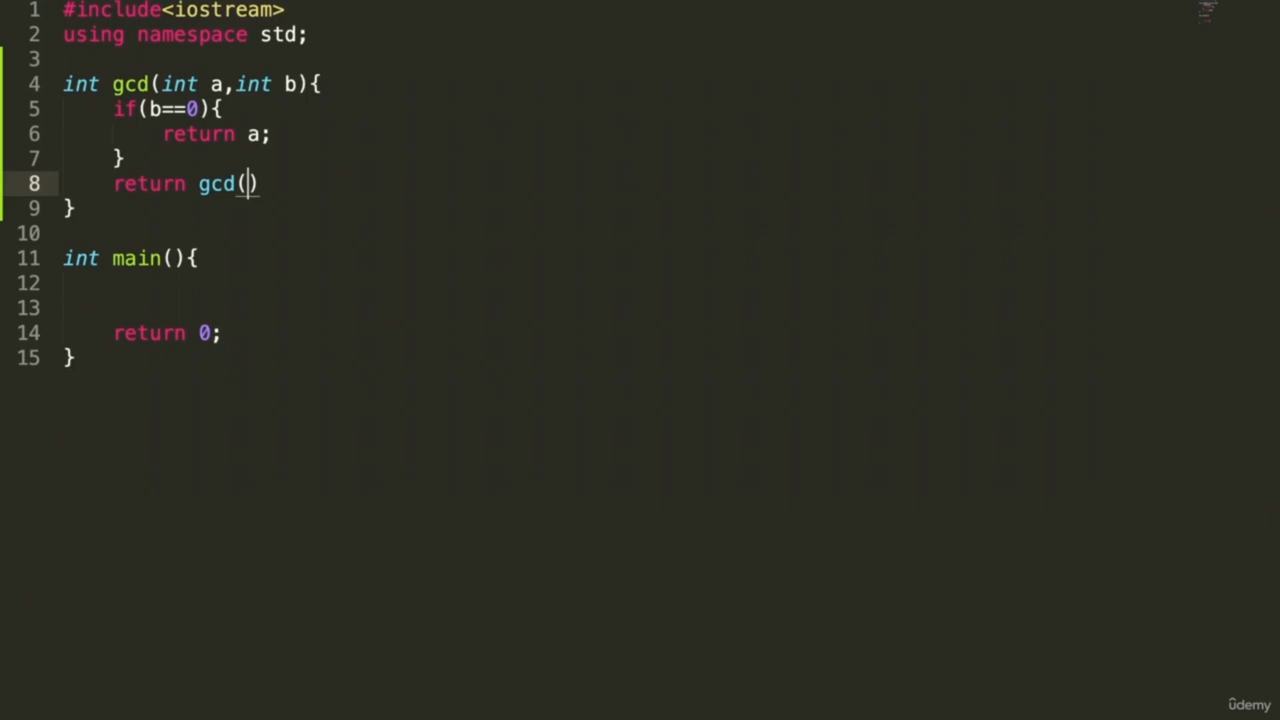 1 #include<iostream>
2 using namespace std;
3
4 int gcd(int a,int b){
5     if(b==0){
6         return a;
7     }
8     return gcd()
9 }
10
11 int main(){
12
13
14     return 0;
15 }
ûdemy